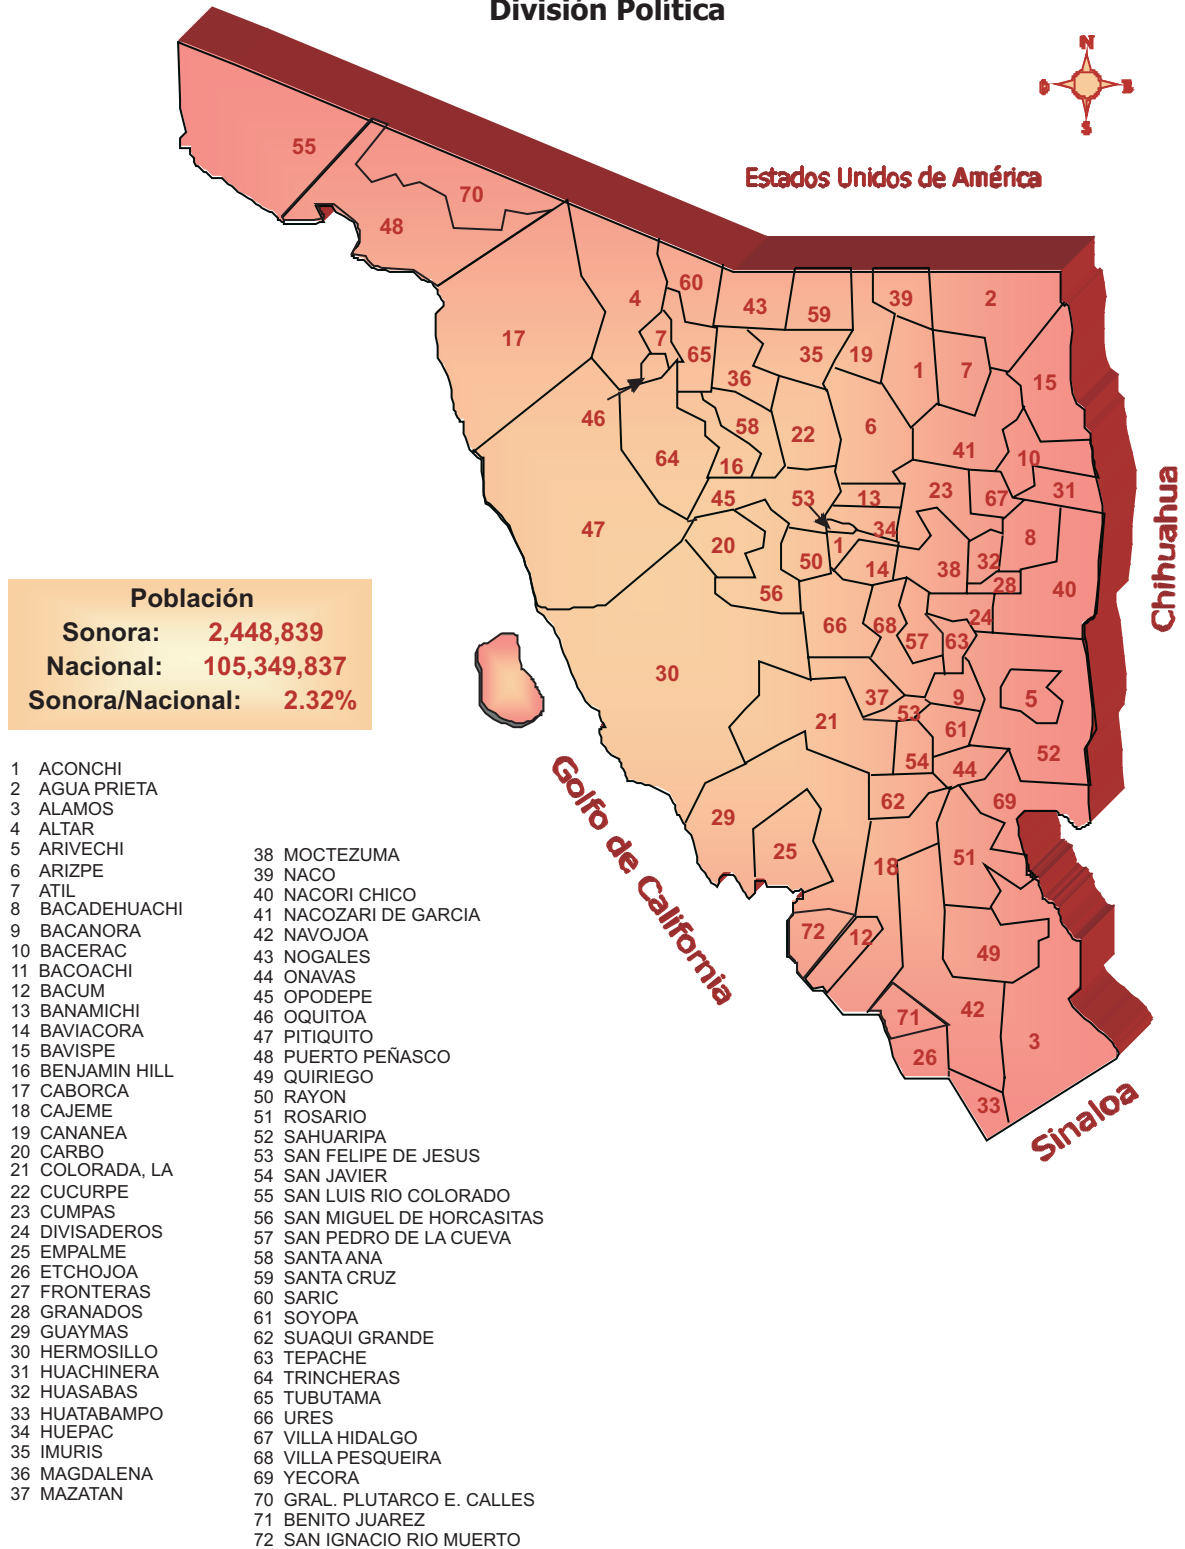 División Política
N
O
E
S
Estados Unidos de América
55
70
48
60
4
43
59
39
2
17
7
65
35
19
1
7
36
15
46
58
22
6
41
64
16
10
45
53
13
23
67
31
47
34
20
50
1
14
38
32
8
28
40
56
24
66
68
57
63
Chihuahua
30
37
9
5
53
21
61
54
44
52
62
69
29
25
18
51
72
12
49
71
42
26
3
33
Golfo de California
Sinaloa
Población
Sonora: 2,448,839
Nacional: 105,349,837
Sonora/Nacional: 2.32%
1 ACONCHI
2 AGUA PRIETA
3 ALAMOS
4 ALTAR
5 ARIVECHI
6 ARIZPE
7 ATIL
8 BACADEHUACHI
9 BACANORA
10 BACERAC
11 BACOACHI
12 BACUM
13 BANAMICHI
14 BAVIACORA
15 BAVISPE
16 BENJAMIN HILL
17 CABORCA
18 CAJEME
19 CANANEA
20 CARBO
21 COLORADA, LA
22 CUCURPE
23 CUMPAS
24 DIVISADEROS
25 EMPALME
26 ETCHOJOA
27 FRONTERAS
28 GRANADOS
29 GUAYMAS
30 HERMOSILLO
31 HUACHINERA
32 HUASABAS
33 HUATABAMPO
34 HUEPAC
35 IMURIS
36 MAGDALENA
37 MAZATAN
38 MOCTEZUMA
39 NACO
40 NACORI CHICO
41 NACOZARI DE GARCIA
42 NAVOJOA
43 NOGALES
44 ONAVAS
45 OPODEPE
46 OQUITOA
47 PITIQUITO
48 PUERTO PEÑASCO
49 QUIRIEGO
50 RAYON
51 ROSARIO
52 SAHUARIPA
53 SAN FELIPE DE JESUS
54 SAN JAVIER
55 SAN LUIS RIO COLORADO
56 SAN MIGUEL DE HORCASITAS
57 SAN PEDRO DE LA CUEVA
58 SANTA ANA
59 SANTA CRUZ
60 SARIC
61 SOYOPA
62 SUAQUI GRANDE
63 TEPACHE
64 TRINCHERAS
65 TUBUTAMA
66 URES
67 VILLA HIDALGO
68 VILLA PESQUEIRA
69 YECORA
70 GRAL. PLUTARCO E. CALLES
71 BENITO JUAREZ
72 SAN IGNACIO RIO MUERTO